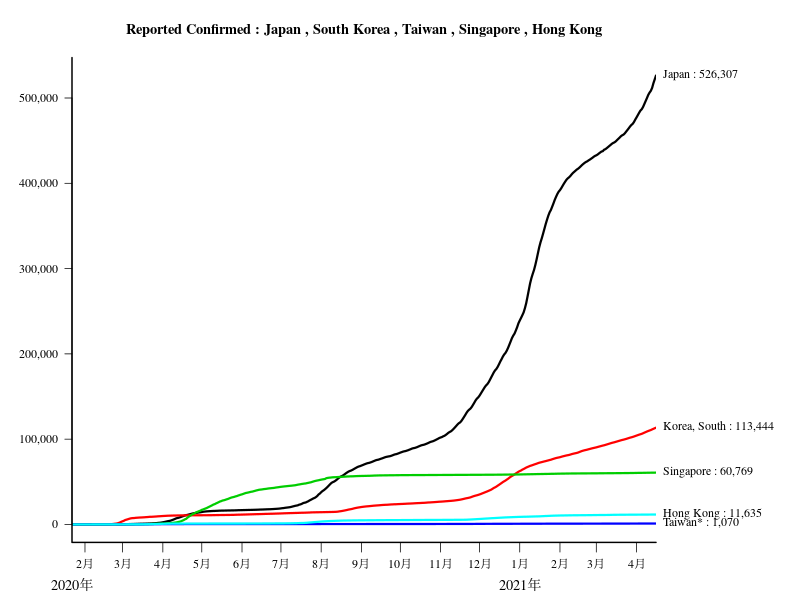 Reported Confirmed : Japan , South Korea , Taiwan , Singapore , Hong Kong
Japan : 526,307
500,000
400,000
300,000
200,000
100,000
0
Korea, South : 113,444
Singapore : 60,769
Hong Kong : 11,635
Taiwan* : 1,070
2月 3月 4月 5月 6月 7月 8月 9月 10月 11月 12月 1月 2月 3月 4月
2020年 2021年